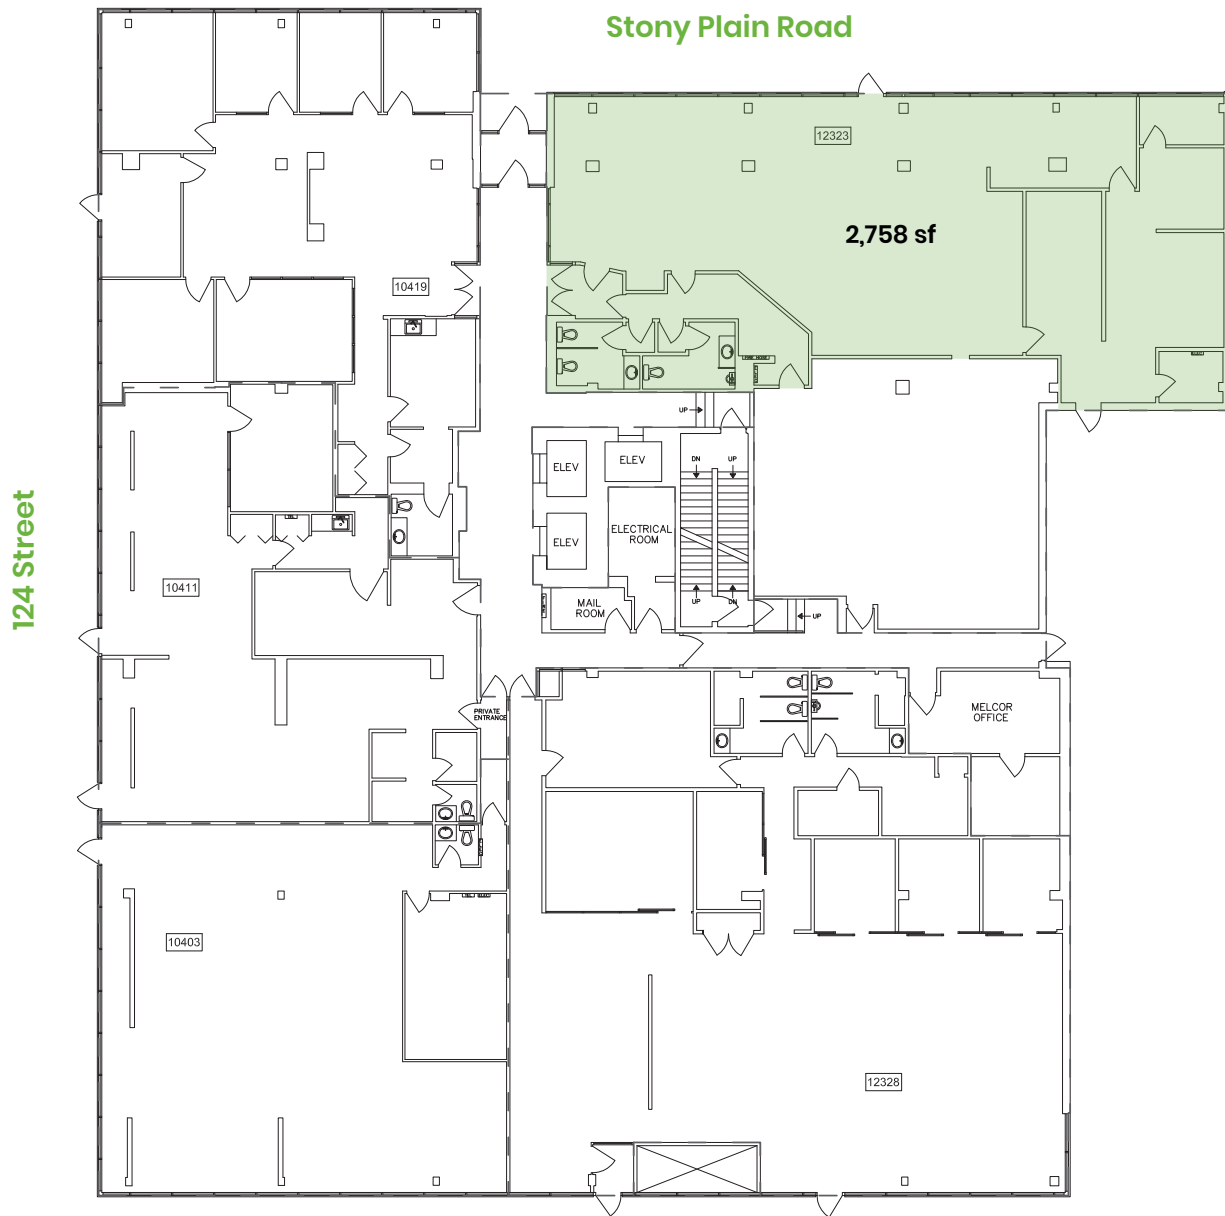 Stony Plain Road
12323
2,758 sf
10419
UP
ELEV
ELEV
DN
UP
124 Street
ELECTRICAL
ROOM
ELEV
10411
MAIL
ROOM
UP
DN
UP
PRIVATE
ENTRANCE
MELCOR
OFFICE
10403
12328